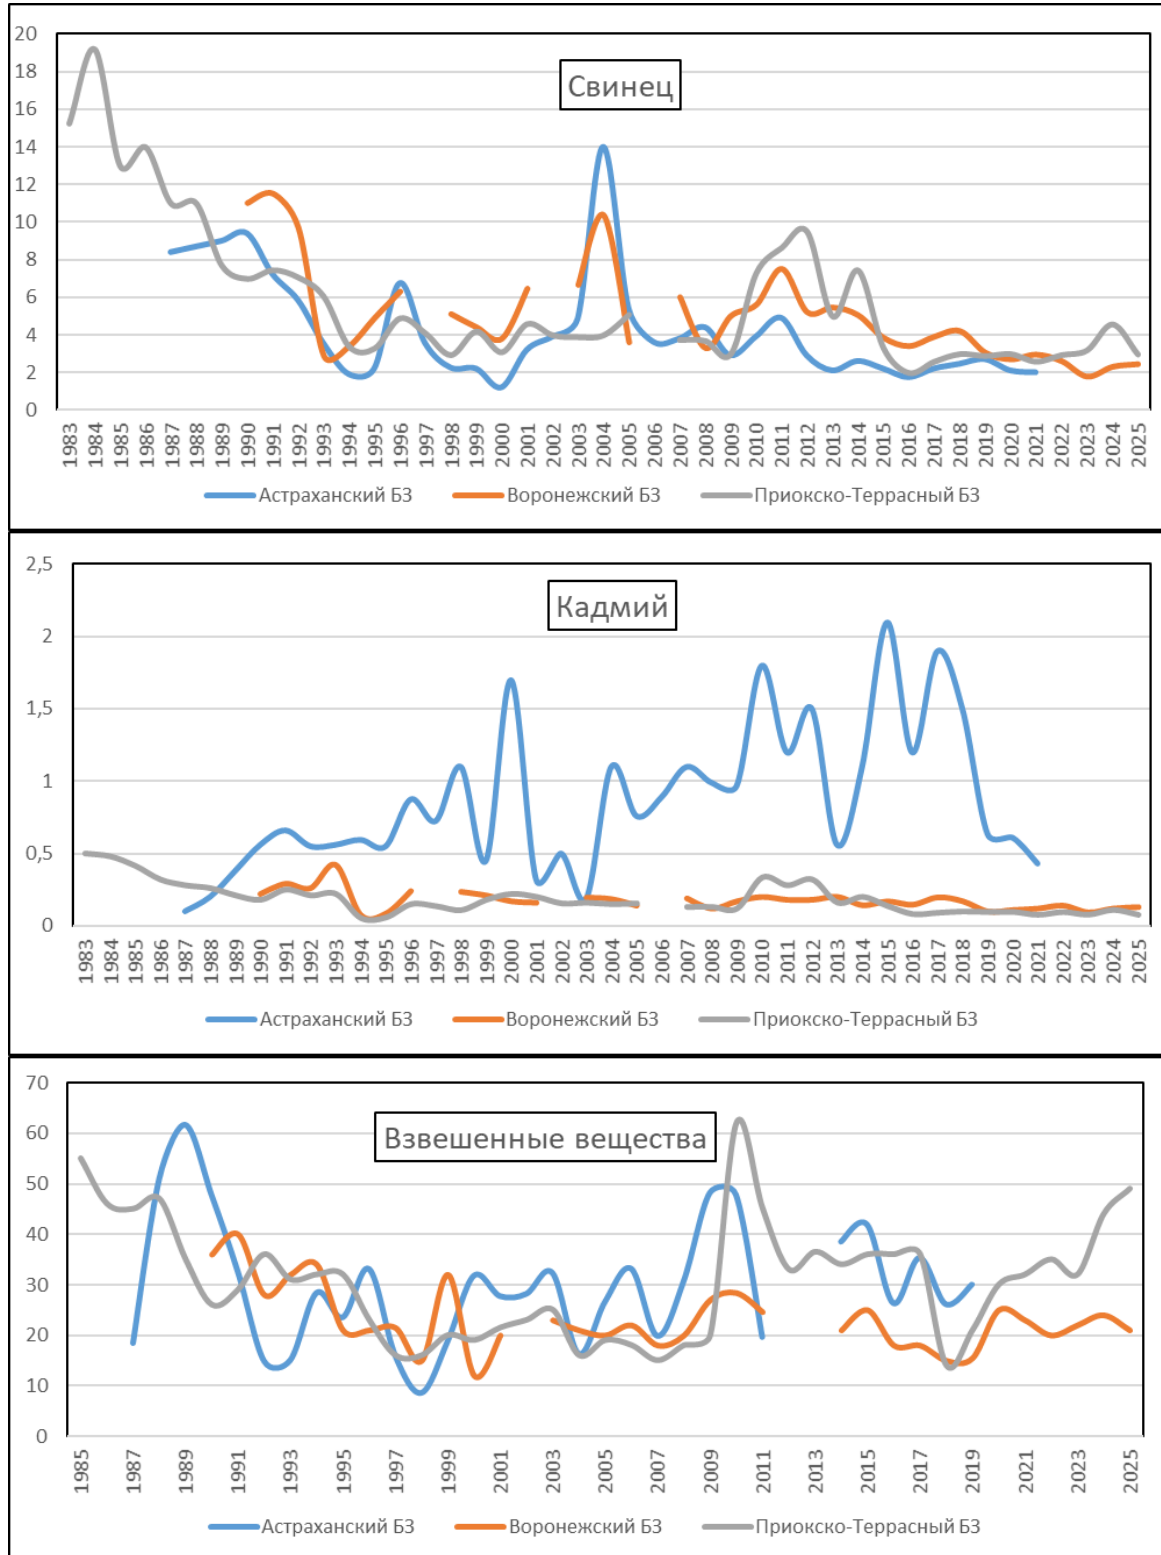 Свинец
20
18
16
14
12
10
8
6
4
2
0
1983 1984 1985 1986 1987 1988 1989 1990 1991 1992 1993 1994 1995 1996 1997 1998 1999 2000 2001 2002 2003 2004 2005 2006 2007 2008 2009 2010 2011 2012 2013 2014 2015 2016 2017 2018 2019 2020 2021 2022 2023 2024 2025
Астраханский БЗ Воронежский БЗ Приокско-Террасный БЗ
Кадмий
2,5
2
1,5
1
0,5
0
1983 1984 1985 1986 1987 1988 1989 1990 1991 1992 1993 1994 1995 1996 1997 1998 1999 2000 2001 2002 2003 2004 2005 2006 2007 2008 2009 2010 2011 2012 2013 2014 2015 2016 2017 2018 2019 2020 2021 2022 2023 2024 2025
Астраханский БЗ Воронежский БЗ Приокско-Террасный БЗ
Взвешенные вещества
70
60
50
40
30
20
10
0
1985 1987 1989 1991 1993 1995 1997 1999 2001 2003 2005 2007 2009 2011 2013 2015 2017 2019 2021 2023 2025
Астраханский БЗ Воронежский БЗ Приокско-Террасный БЗ